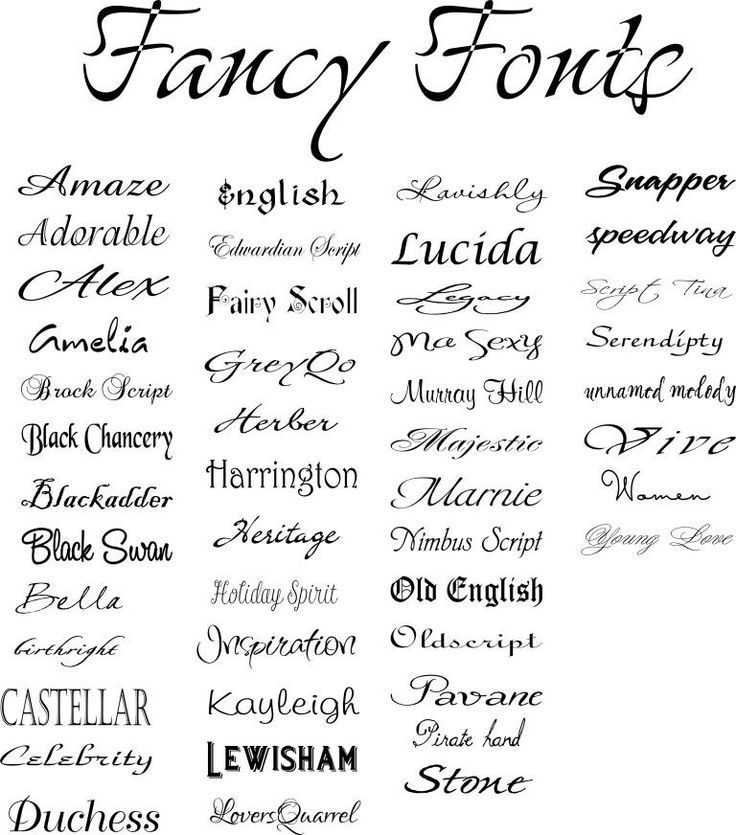 Fancy Fonts
Amaze
Adorable
Alex
Amelia
Brock Script
Black Chancery
Blackadder
Black Swan
Bella
birthright
CASTELLAR
Celebrity
Duchess
English
Edwardian Script
Fairy Scroll
GreyQo
Herber
Harrington
Heritage
Holiday Spirit
Inspiration
Kayleigh
LEWISHAM
LoversQuarrel
Lavishly
Lucida
Legacy
Ma Sexy
Murray Hill
Majestic
Marnie
Nimbus Script
Old English
Oldscript
Pavane
Pirate hand
Stone
Snapper
speedway
Script Tina
Serendipty
unnamed melody
Vive
Women
Young Love